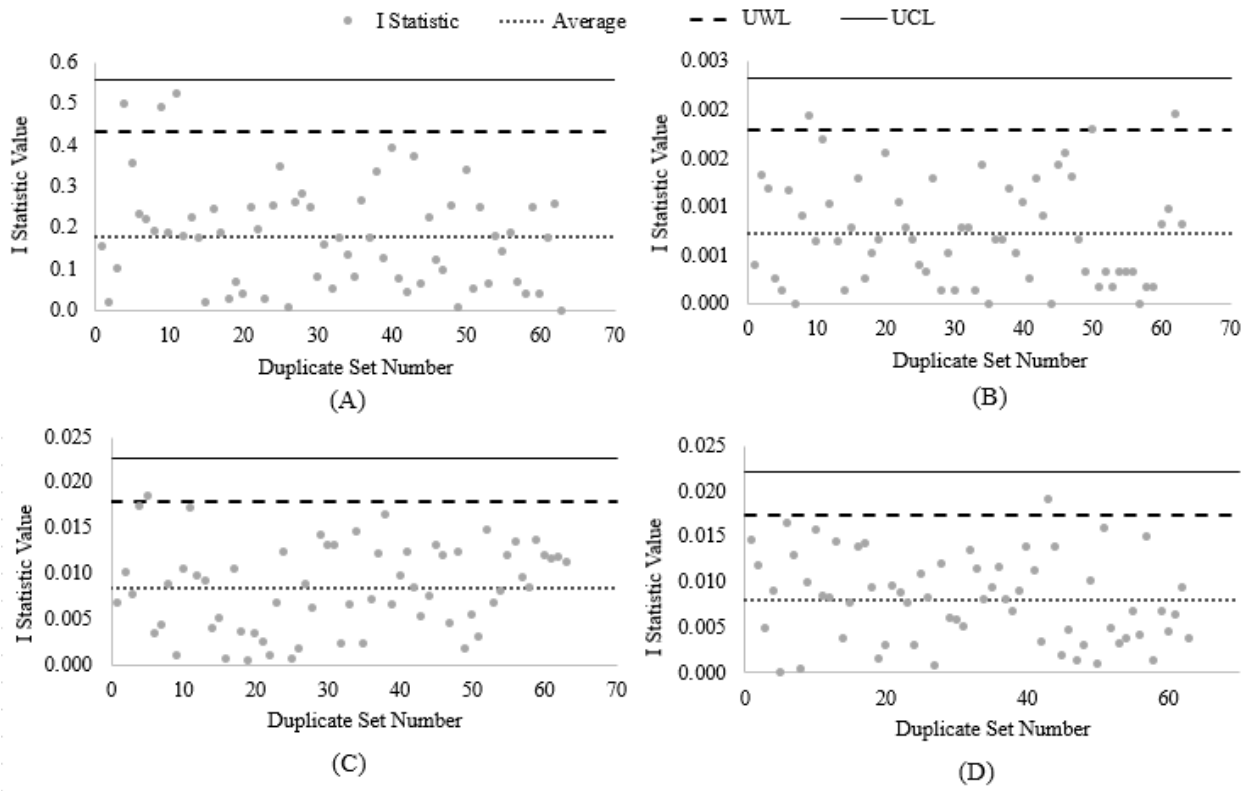 I Statistic Average UWL UCL
I Statistic Value
0.6
0.5
0.4
0.3
0.2
0.1
0.0
0 10 20 30 40 50 60 70
Duplicate Set Number
(A)
I Statistic Value
0.003
0.002
0.002
0.001
0.001
0.000
0 10 20 30 40 50 60 70
Duplicate Set Number
(B)
I Statistic Value
0.025
0.020
0.015
0.010
0.005
0.000
0 10 20 30 40 50 60 70
Duplicate Set Number
(C)
I Statistic Value
0.025
0.020
0.015
0.010
0.005
0.000
0 20 40 60
Duplicate Set Number
(D)